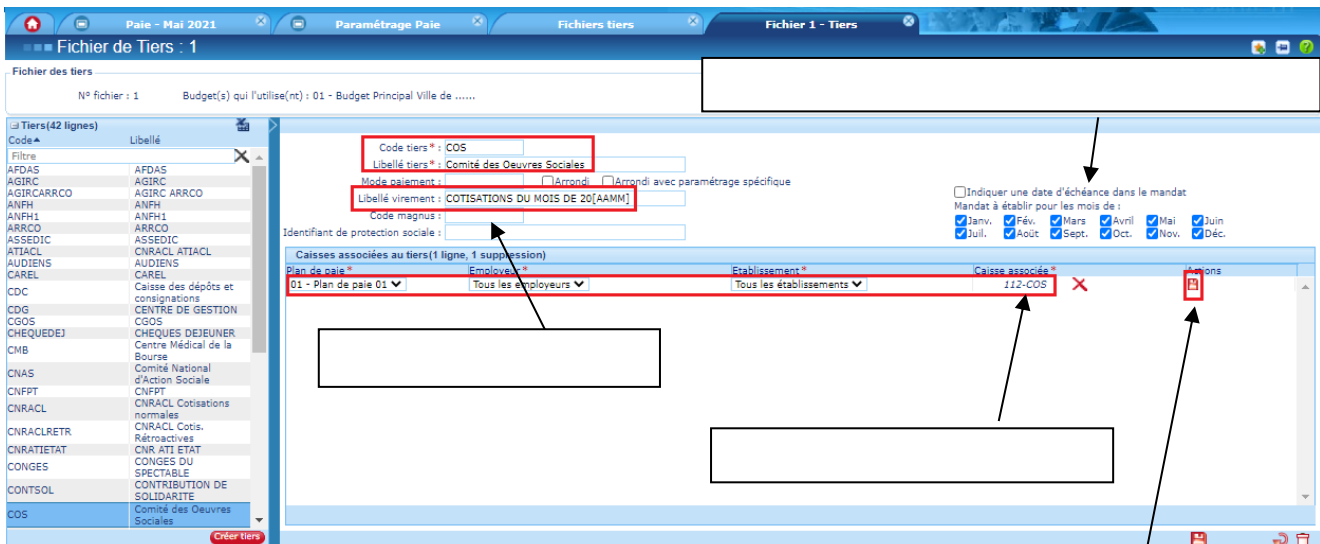 Paie - Mai 2021
Paramétrage Paie
Fichiers tiers
Fichier 1 - Tiers
Fichier de Tiers : 1
Fichier des tiers
N° fichier : 1 Budget(s) qui l'utilise(nt) : 01 - Budget Principal Ville de ......
Tiers(42 lignes)
Code Libellé
Filtre
AFDAS AFDAS
AGIRC AGIRC
AGIRCARRCO AGIRC ARRCO
ANFH ANFH
ANFH1 ANFH1
ARRCO ARRCO
ASSEDIC ASSEDIC
ATIACL CNRACL ATIACL
AUDIENS AUDIENS
CAREL CAREL
CDC Caisse des dépôts et
consignations
CDG CENTRE DE GESTION
CGOS CGOS
CHEQUEDEJ CHEQUES DEJEUNER
CMB Centre Médical de la
Bourse
CNAS Comité National
d'Action Sociale
CNFPT CNFPT
CNRACL CNRACL Cotisations
normales
CNRACLRETR CNRACL Cotis.
Rétroactives
CNRATIETAT CNR ATI ETAT
CONGES CONGES DU
SPECTABLE
CONTSOL CONTRIBUTION DE
SOLIDARITE
COS Comité des Oeuvres
Sociales
Créer tiers
Code tiers * : COS
Libellé tiers * : Comité des Oeuvres Sociales
Mode paiement : Arrondi Arrondi avec paramétrage spécifique
Libellé virement : COTISATIONS DU MOIS DE 20[AAMM]
Code magnus :
Identifiant de protection sociale :
Indiquer une date d'échéance dans le mandat
Mandat à établir pour les mois de :
Janv. Fév. Mars Avril Mai Juin
Juil. Août Sept. Oct. Nov. Déc.
Caisses associées au tiers(1 ligne, 1 suppression)
Plan de paie * Employeur * Etablissement * Caisse associée * Actions
01 - Plan de paie 01 Tous les employeurs Tous les établissements 112-COS